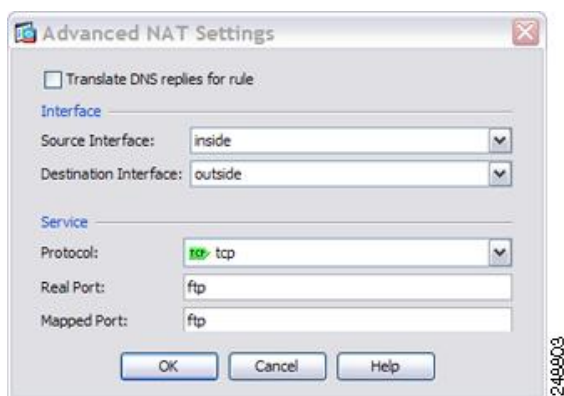 Advanced NAT Settings
Translate DNS replies for rule
Interface
Source Interface: inside
Destination Interface: outside
Service
Protocol: TCP tcp
Real Port: ftp
Mapped Port: ftp
OK Cancel Help
248803